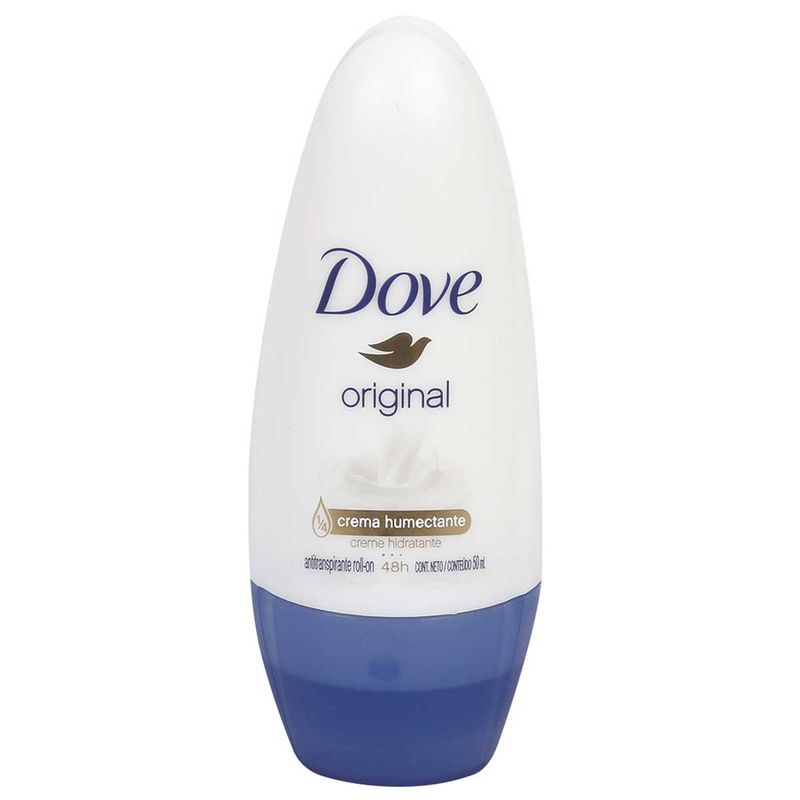 Dove
original
1/4 crema humectante
creme hidratante
antitranspirante roll-on 48h CONT. NETO / CONTEÚDO 50 ml